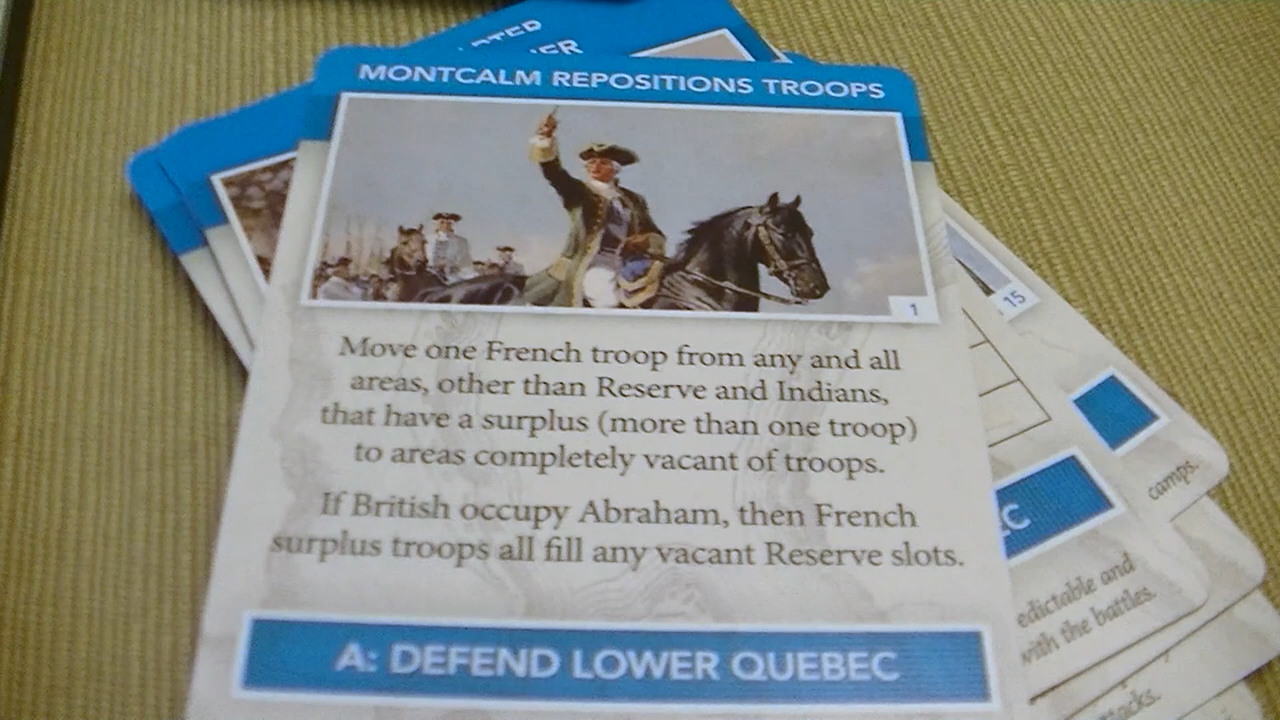 MONTCALM REPOSITIONS TROOPS
1
Move one French troop from any and all
areas, other than Reserve and Indians,
that have a surplus (more than one troop)
to areas completely vacant of troops.
If British occupy Abraham, then French
surplus troops all fill any vacant Reserve slots.
A: DEFEND LOWER QUEBEC
15
camps.
and
with the battles.